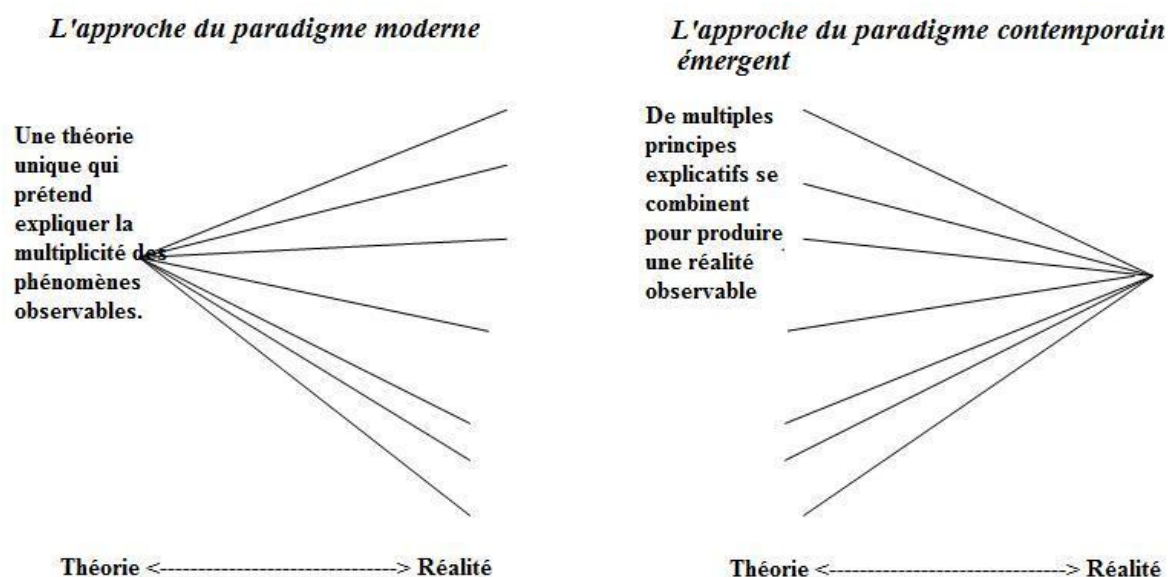 L'approche du paradigme moderne
Une théorie
unique qui
prétend
expliquer la
multiplicité des
phénomènes
observables.
Théorie <-------------------------------> Réalité
L'approche du paradigme contemporain
émergent
De multiples
principes
explicatifs se
combinent
pour produire
une réalité
observable
Théorie <-------------------------------> Réalité